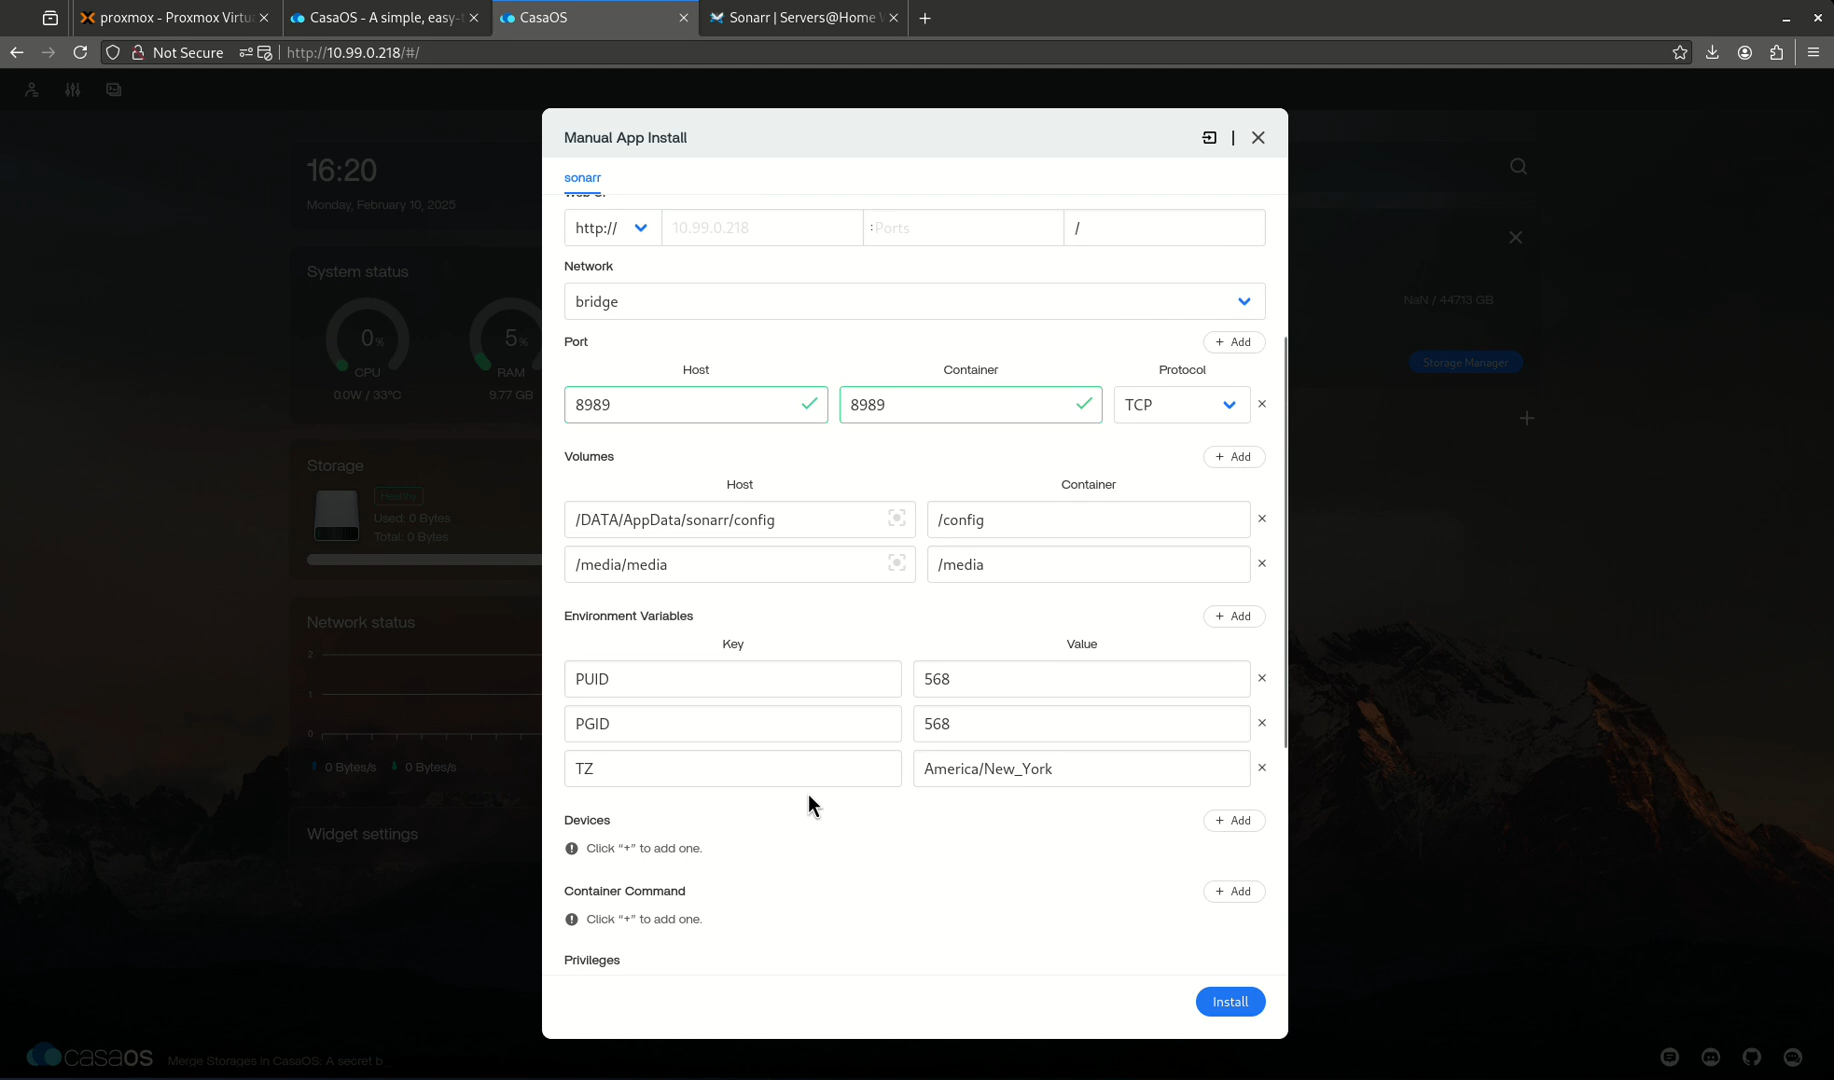 proxmox - Proxmox Virtu
CasaOS - A simple, easy-t
CasaOS
Sonarr | Servers@Home W
Not Secure
http://10.99.0.218/#/
Manual App Install
sonarr
http://
10.99.0.218
:Ports
/
Network
bridge
Port
+ Add
Host
Container
Protocol
8989
8989
TCP
Volumes
+ Add
Host
Container
/DATA/AppData/sonarr/config
/config
/media/media
/media
Environment Variables
+ Add
Key
Value
PUID
568
PGID
568
TZ
America/New_York
Devices
+ Add
Click “+” to add one.
Container Command
+ Add
Click “+” to add one.
Privileges
Install
16:20
Monday, February 10, 2025
System status
0%
CPU
0.0W / 33°C
5%
RAM
9.77 GB
Storage
Healthy
Used: 0 Bytes
Total: 0 Bytes
Network status
2
1
0
0 Bytes/s
0 Bytes/s
Widget settings
NaN / 447.13 GB
Storage Manager
casaos
Merge Storages in CasaOS: A secret b